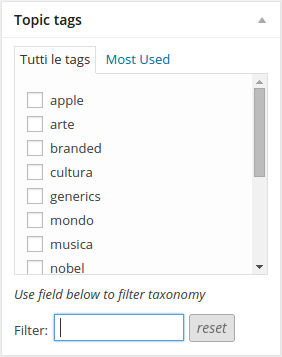 Topic tags
Tutti le tags
Most Used
apple
arte
branded
cultura
generics
mondo
musica
nobel
Use field below to filter taxonomy
Filter:
reset